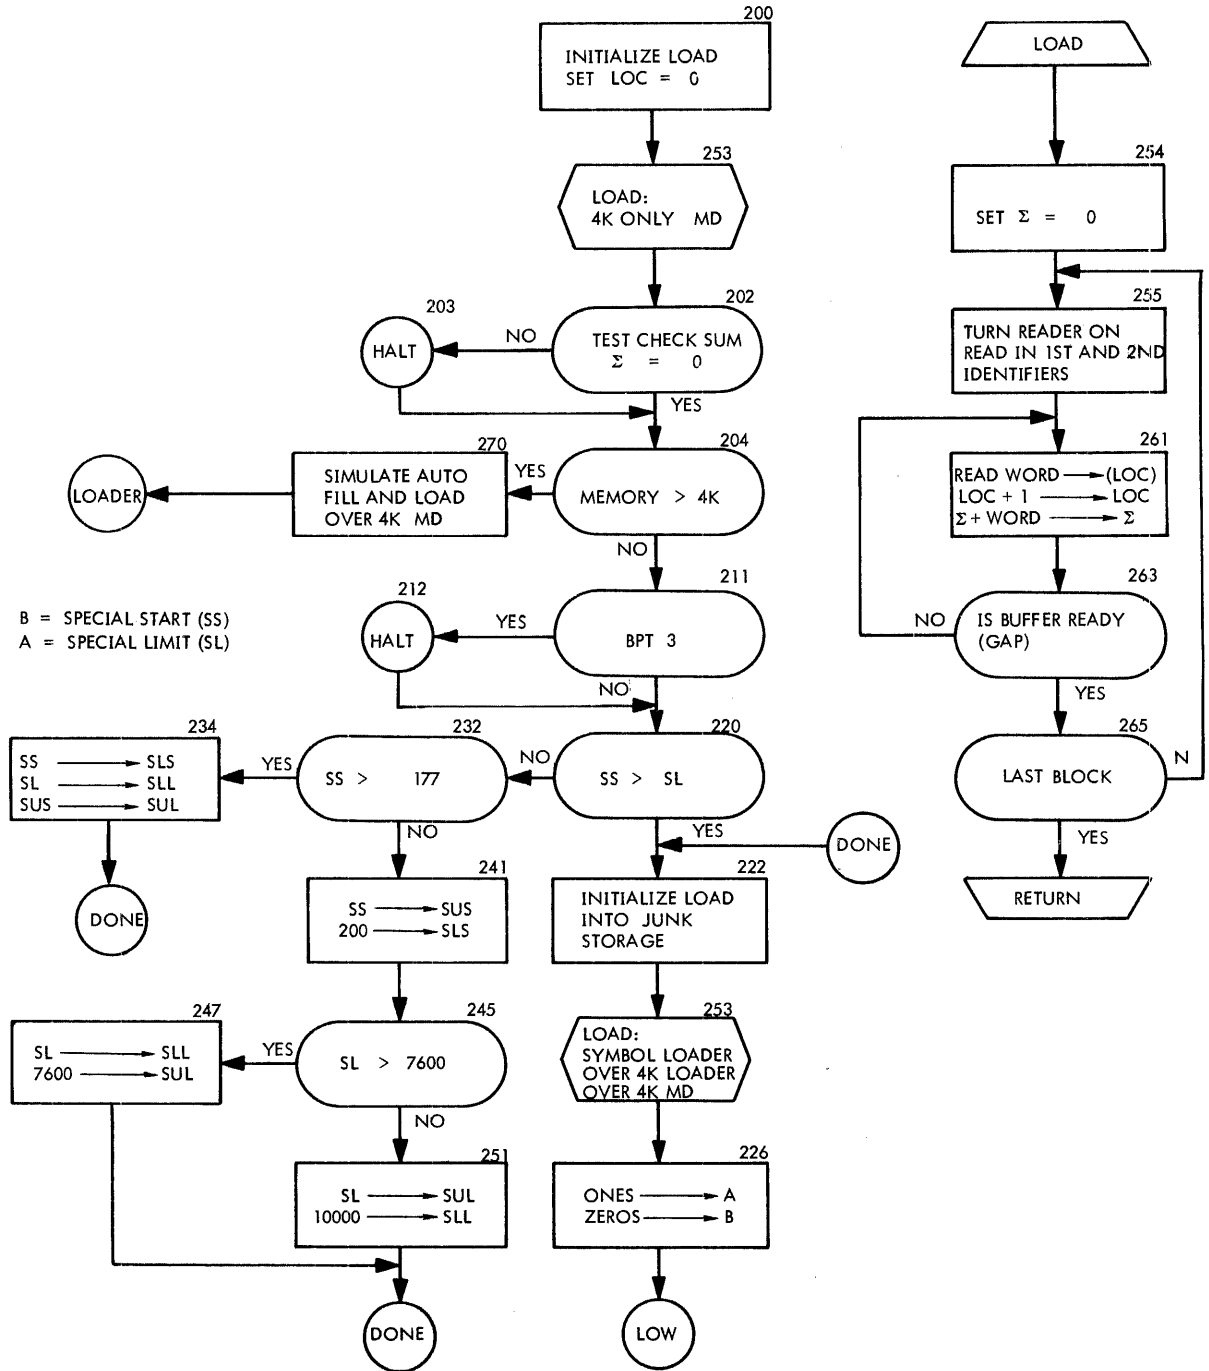 200
INITIALIZE LOAD
SET LOC = 0
253
LOAD:
4K ONLY MD
202
TEST CHECK SUM
Σ = 0
NO
203
HALT
YES
204
MEMORY > 4K
YES
270
SIMULATE AUTO
FILL AND LOAD
OVER 4K MD
LOADER
NO
211
BPT 3
YES
212
HALT
NO
B = SPECIAL START (SS)
A = SPECIAL LIMIT (SL)
220
SS > SL
NO
232
SS > 177
YES
234
SS → SLS
SL → SLL
SUS → SUL
DONE
NO
241
SS → SUS
200 → SLS
245
SL > 7600
YES
247
SL → SLL
7600 → SUL
NO
251
SL → SUL
10000 → SLL
DONE
YES
DONE
222
INITIALIZE LOAD
INTO JUNK
STORAGE
253
LOAD:
SYMBOL LOADER
OVER 4K LOADER
OVER 4K MD
226
ONES → A
ZEROS → B
LOW
LOAD
254
SET Σ = 0
255
TURN READER ON
READ IN 1ST AND 2ND
IDENTIFIERS
261
READ WORD → (LOC)
LOC + 1 → LOC
Σ + WORD → Σ
263
IS BUFFER READY
(GAP)
NO
YES
265
LAST BLOCK
N
YES
RETURN